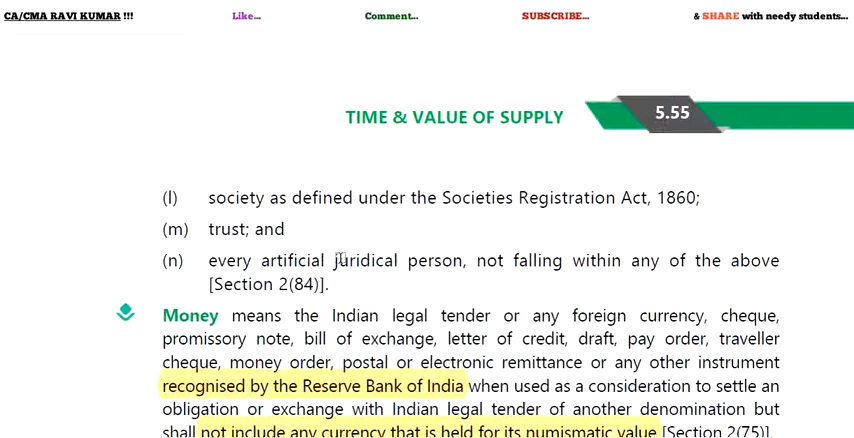 CA/CMA RAVI KUMAR !!! Like... Comment... SUBSCRIBE... & SHARE with needy students...
TIME & VALUE OF SUPPLY 5.55
(l) society as defined under the Societies Registration Act, 1860;
(m) trust; and
(n) every artificial juridical person, not falling within any of the above
[Section 2(84)].
Money means the Indian legal tender or any foreign currency, cheque,
promissory note, bill of exchange, letter of credit, draft, pay order, traveller
cheque, money order, postal or electronic remittance or any other instrument
recognised by the Reserve Bank of India when used as a consideration to settle an
obligation or exchange with Indian legal tender of another denomination but
shall not include any currency that is held for its numismatic value [Section 2(75)].